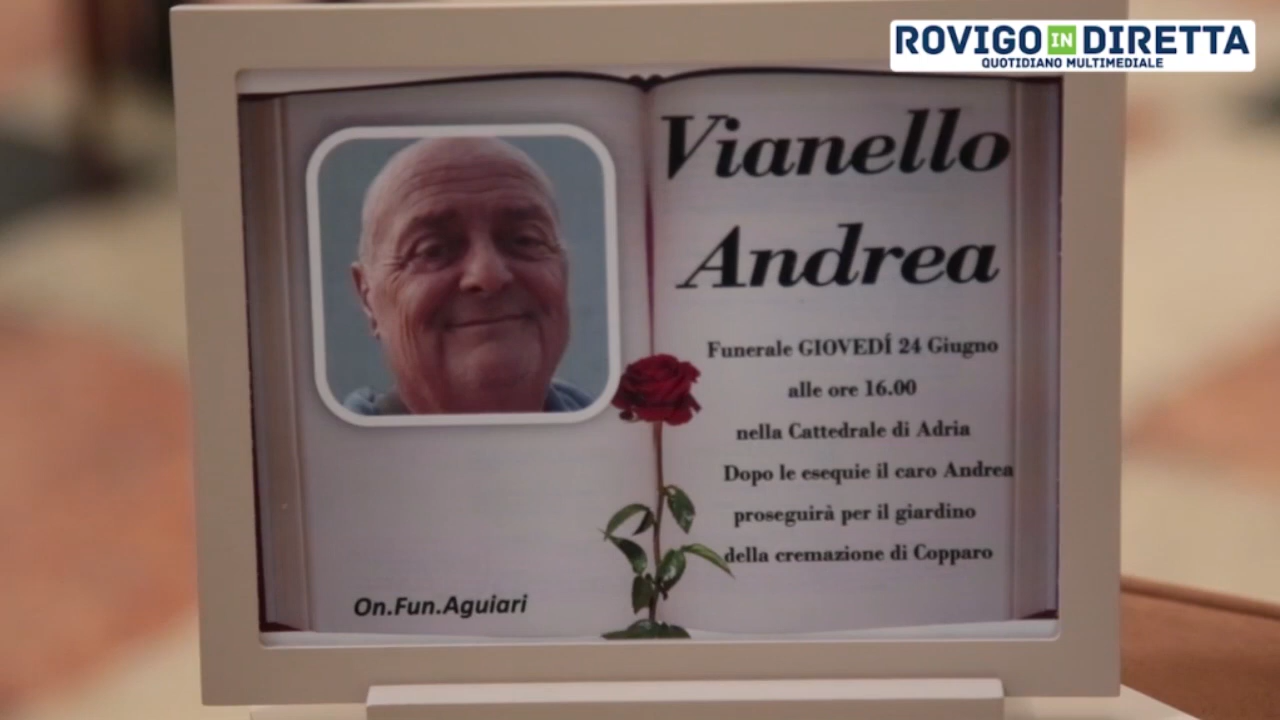 ROVIGO IN DIRETTA
QUOTIDIANO MULTIMEDIALE
Vianello
Andrea
Funerale GIOVEDÍ 24 Giugno
alle ore 16.00
nella Cattedrale di Adria
Dopo le esequie il caro Andrea
proseguirà per il giardino
della cremazione di Copparo
On.Fun.Aguiari